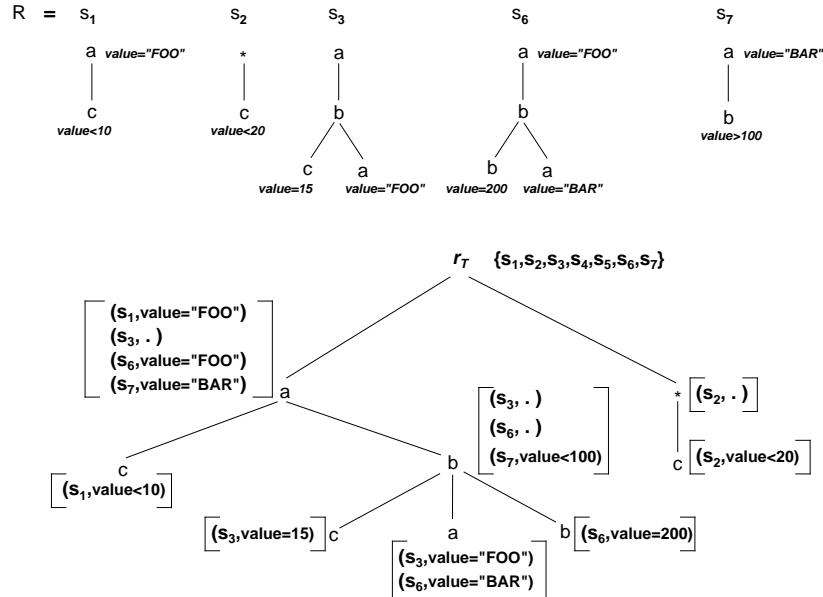 R = s1 s2 s3 s6 s7
a value="FOO" * a a value="FOO" a value="BAR"
c c b b b
value<10 value<20 value>100
c a b a
value=15 value="FOO" value=200 value="BAR"
rT {s1,s2,s3,s4,s5,s6,s7}
(s1,value="FOO")
(s3, . )
(s6,value="FOO")
(s7,value="BAR")
a
(s3, . )
(s6, . )
(s7,value<100)
* (s2, . )
c
(s1,value<10)
b
c (s2,value<20)
(s3,value=15) c
a
b (s6,value=200)
(s3,value="FOO")
(s6,value="BAR")